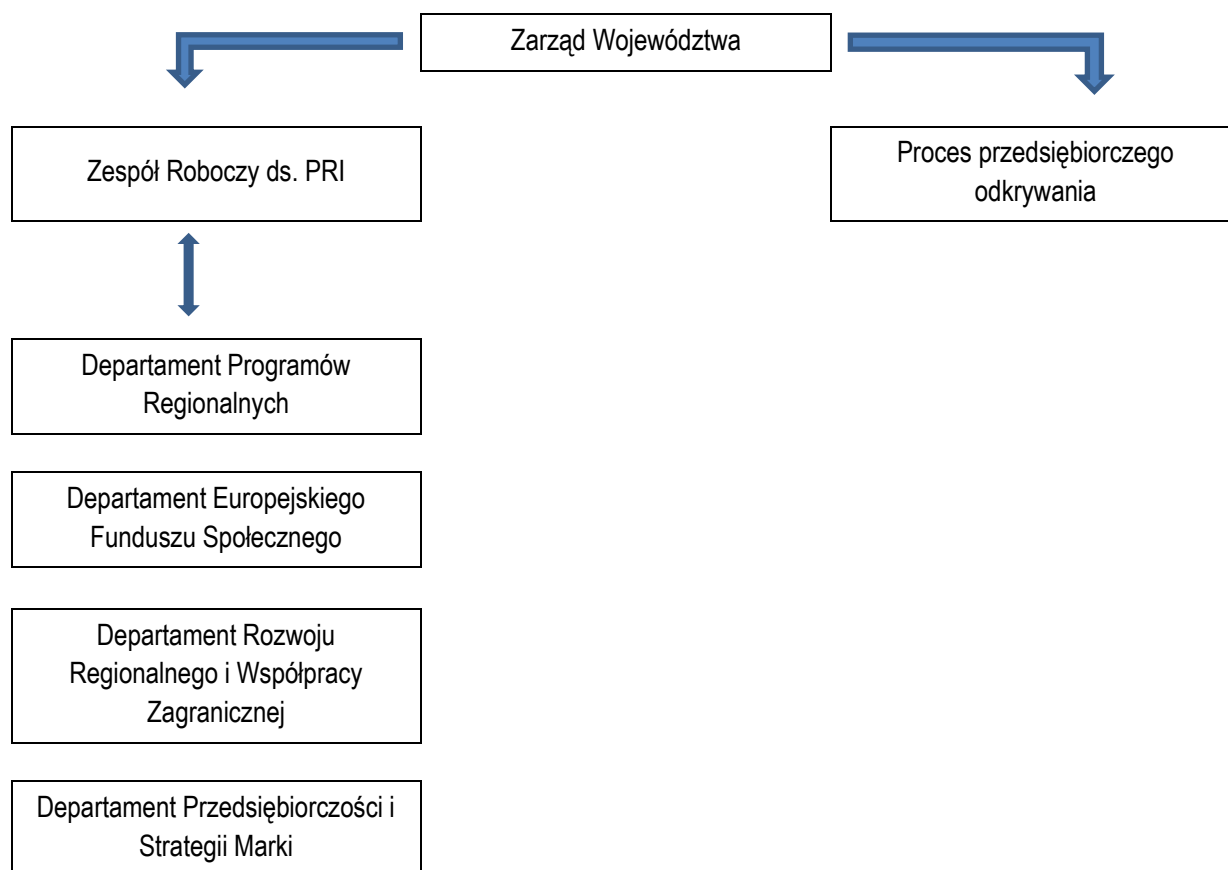 Zarząd Województwa
Zespół Roboczy ds. PRI
Proces przedsiębiorczego
odkrywania
Departament Programów
Regionalnych
Departament Europejskiego
Funduszu Społecznego
Departament Rozwoju
Regionalnego i Współpracy
Zagranicznej
Departament Przedsiębiorczości i
Strategii Marki